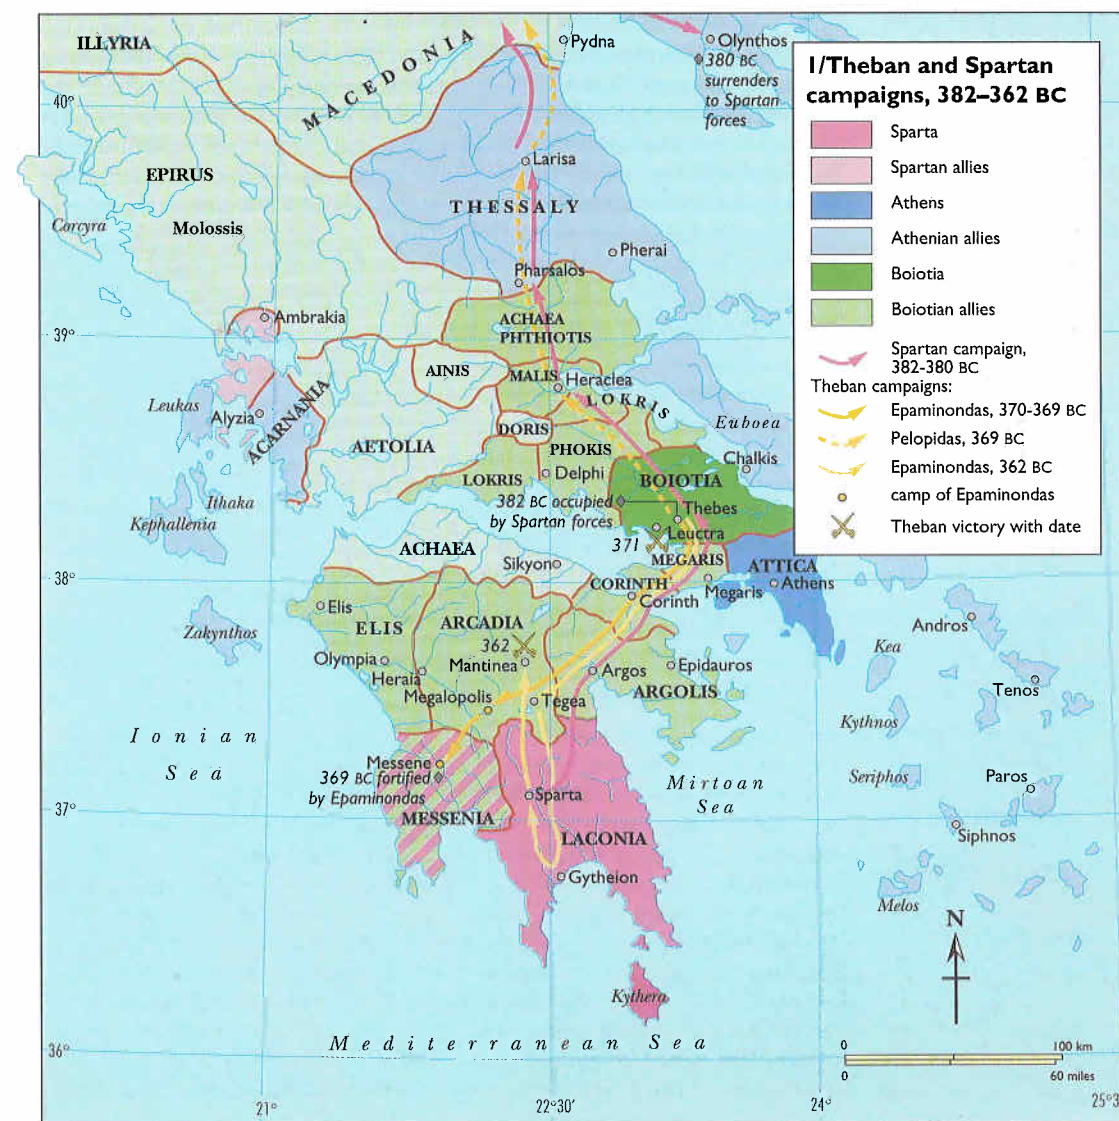 ILLYRIA
MACEDONIA
Pydna
Olynthos
380 BC
surrenders
to Spartan
forces
1/Theban and Spartan
campaigns, 382–362 BC
Sparta
Spartan allies
Athens
Athenian allies
Boiotia
Boiotian allies
Spartan campaign,
382-380 BC
Theban campaigns:
Epaminondas, 370-369 BC
Pelopidas, 369 BC
Epaminondas, 362 BC
camp of Epaminondas
Theban victory with date
40°
EPIRUS
Molossis
Corcyra
Larisa
THESSALY
Pherai
Pharsalos
Ambrakia
39°
ACHAEA
PHTHIOTIS
AINIS
MALIS
Heraclea
LOKRIS
Leukas
Alyzia
ACARNANIA
AETOLIA
DORIS
PHOKIS
Euboea
Chalkis
LOKRIS
Delphi
BOIOTIA
Ithaka
Kephallenia
382 BC occupied
by Spartan forces
Thebes
Leuctra
371
ACHAEA
Sikyon
MEGARIS
ATTICA
38°
CORINTH
Corinth
Megaris
Athens
Elis
ELIS
ARCADIA
362
Mantinea
Zakynthos
Olympia
Heraia
Argos
Epidauros
ARGOLIS
Megalopolis
Tegea
Andros
Kea
Tenos
Kythnos
Ionian
Sea
Messene
369 BC fortified
by Epaminondas
MESSENIA
Sparta
LACONIA
Gytheion
Mirtoan
Sea
Seriphos
Paros
Siphnos
37°
Melos
N
Kythera
Mediterranean Sea
36°
0
100 km
0
60 miles
21°
22°30'
24°
25°3